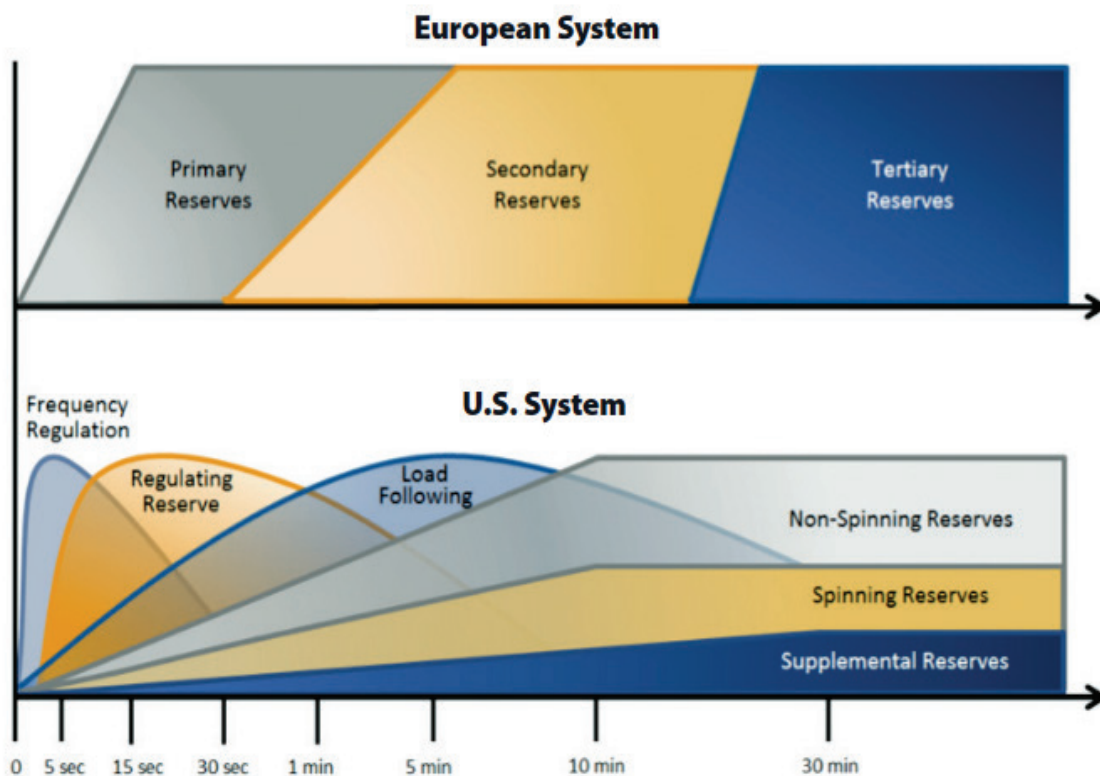 European System
Primary
Reserves
Secondary
Reserves
Tertiary
Reserves
U.S. System
Frequency
Regulation
Regulating
Reserve
Load
Following
Non-Spinning Reserves
Spinning Reserves
Supplemental Reserves
0 5 sec 15 sec 30 sec 1 min 5 min 10 min 30 min